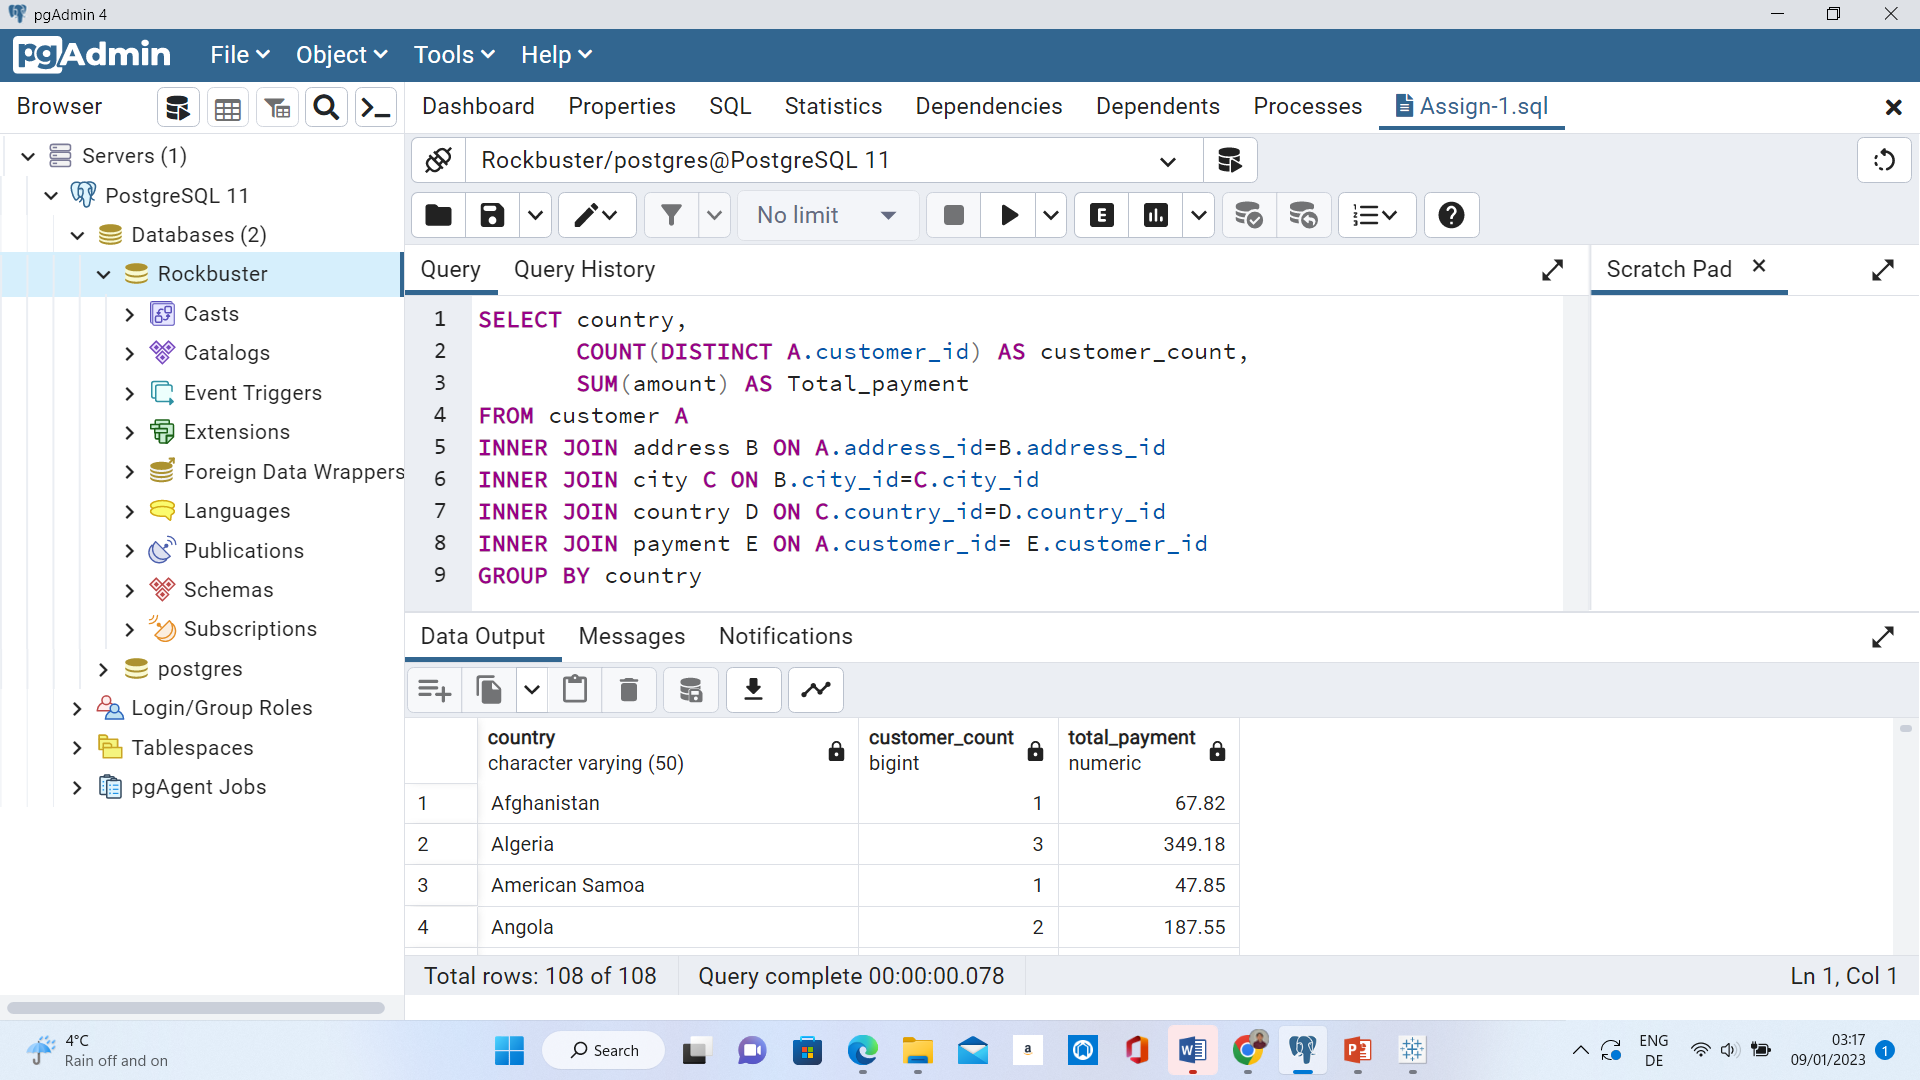 pgAdmin 4
pgAdmin
File
Object
Tools
Help
Browser
Dashboard
Properties
SQL
Statistics
Dependencies
Dependents
Processes
Assign-1.sql
Servers (1)
PostgreSQL 11
Databases (2)
Rockbuster
Casts
Catalogs
Event Triggers
Extensions
Foreign Data Wrappers
Languages
Publications
Schemas
Subscriptions
postgres
Login/Group Roles
Tablespaces
pgAgent Jobs
Rockbuster/postgres@PostgreSQL 11
No limit
E
Query
Query History
Scratch Pad
1 SELECT country,
2 COUNT(DISTINCT A.customer_id) AS customer_count,
3 SUM(amount) AS Total_payment
4 FROM customer A
5 INNER JOIN address B ON A.address_id=B.address_id
6 INNER JOIN city C ON B.city_id=C.city_id
7 INNER JOIN country D ON C.country_id=D.country_id
8 INNER JOIN payment E ON A.customer_id= E.customer_id
9 GROUP BY country
Data Output
Messages
Notifications
country customer_count total_payment
character varying (50) bigint numeric
1 Afghanistan 1 67.82
2 Algeria 3 349.18
3 American Samoa 1 47.85
4 Angola 2 187.55
Total rows: 108 of 108
Query complete 00:00:00.078
Ln 1, Col 1
4°C
Rain off and on
Search
a
W
P
ENG
DE
03:17
09/01/2023
1